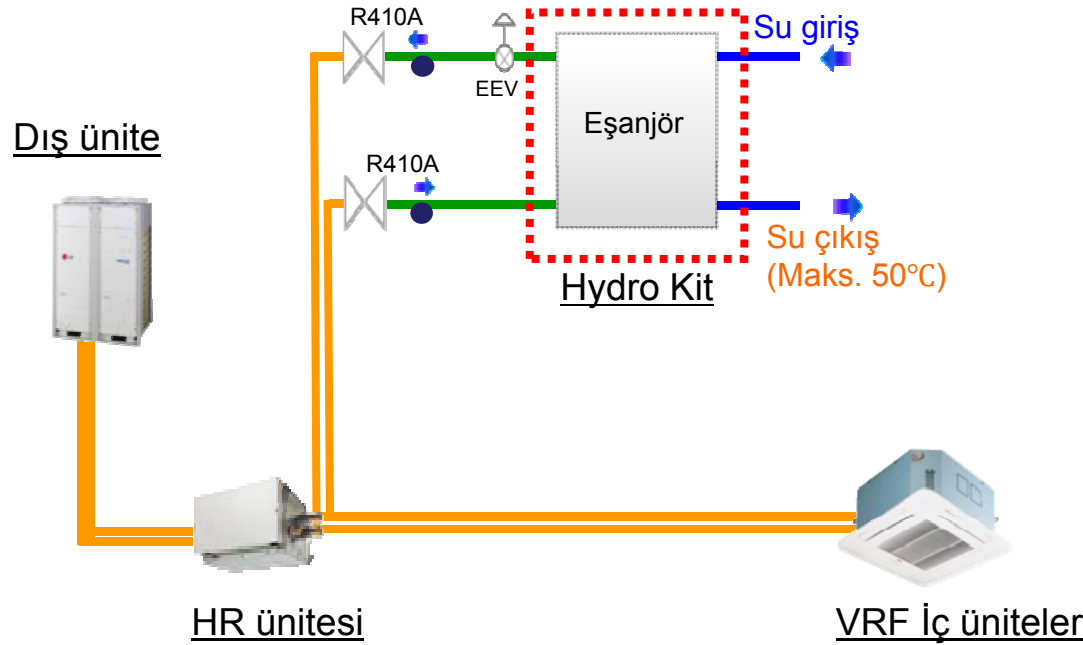 R410A
EEV
Su giriş
Eşanjör
Dış ünite
R410A
Su çıkış
(Maks. 50℃)
Hydro Kit
HR ünitesi
VRF İç üniteler